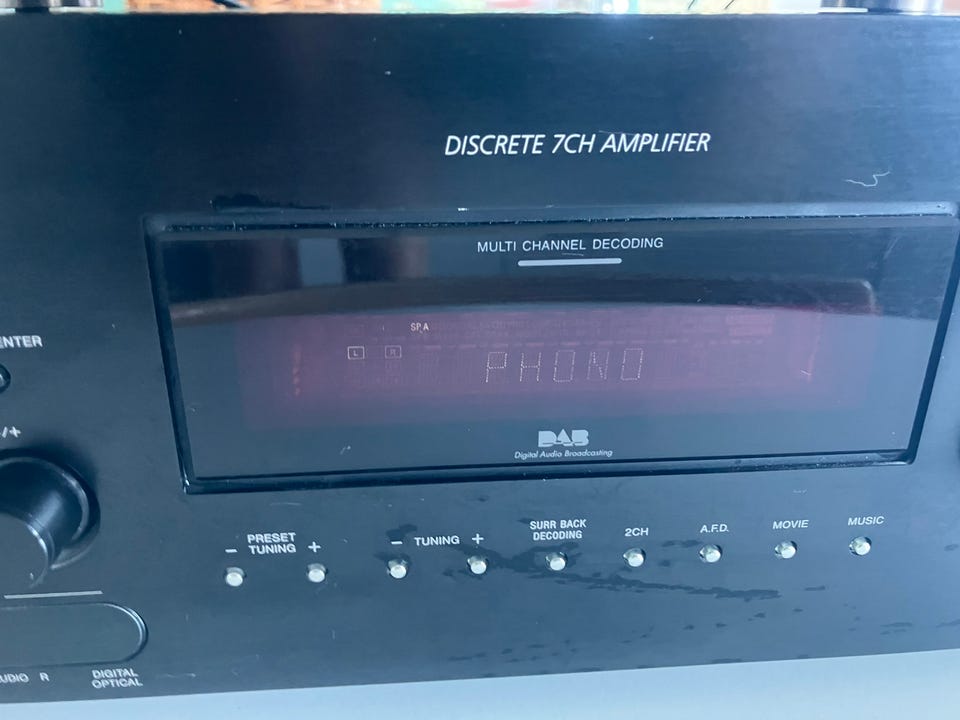 DISCRETE 7CH AMPLIFIER
MULTI CHANNEL DECODING
SP A
L R
PHONO
DAB
Digital Audio Broadcasting
ENTER
/+
− PRESET TUNING +
− TUNING +
SURR BACK
DECODING
2CH
A.F.D.
MOVIE
MUSIC
UDIO R
DIGITAL
OPTICAL